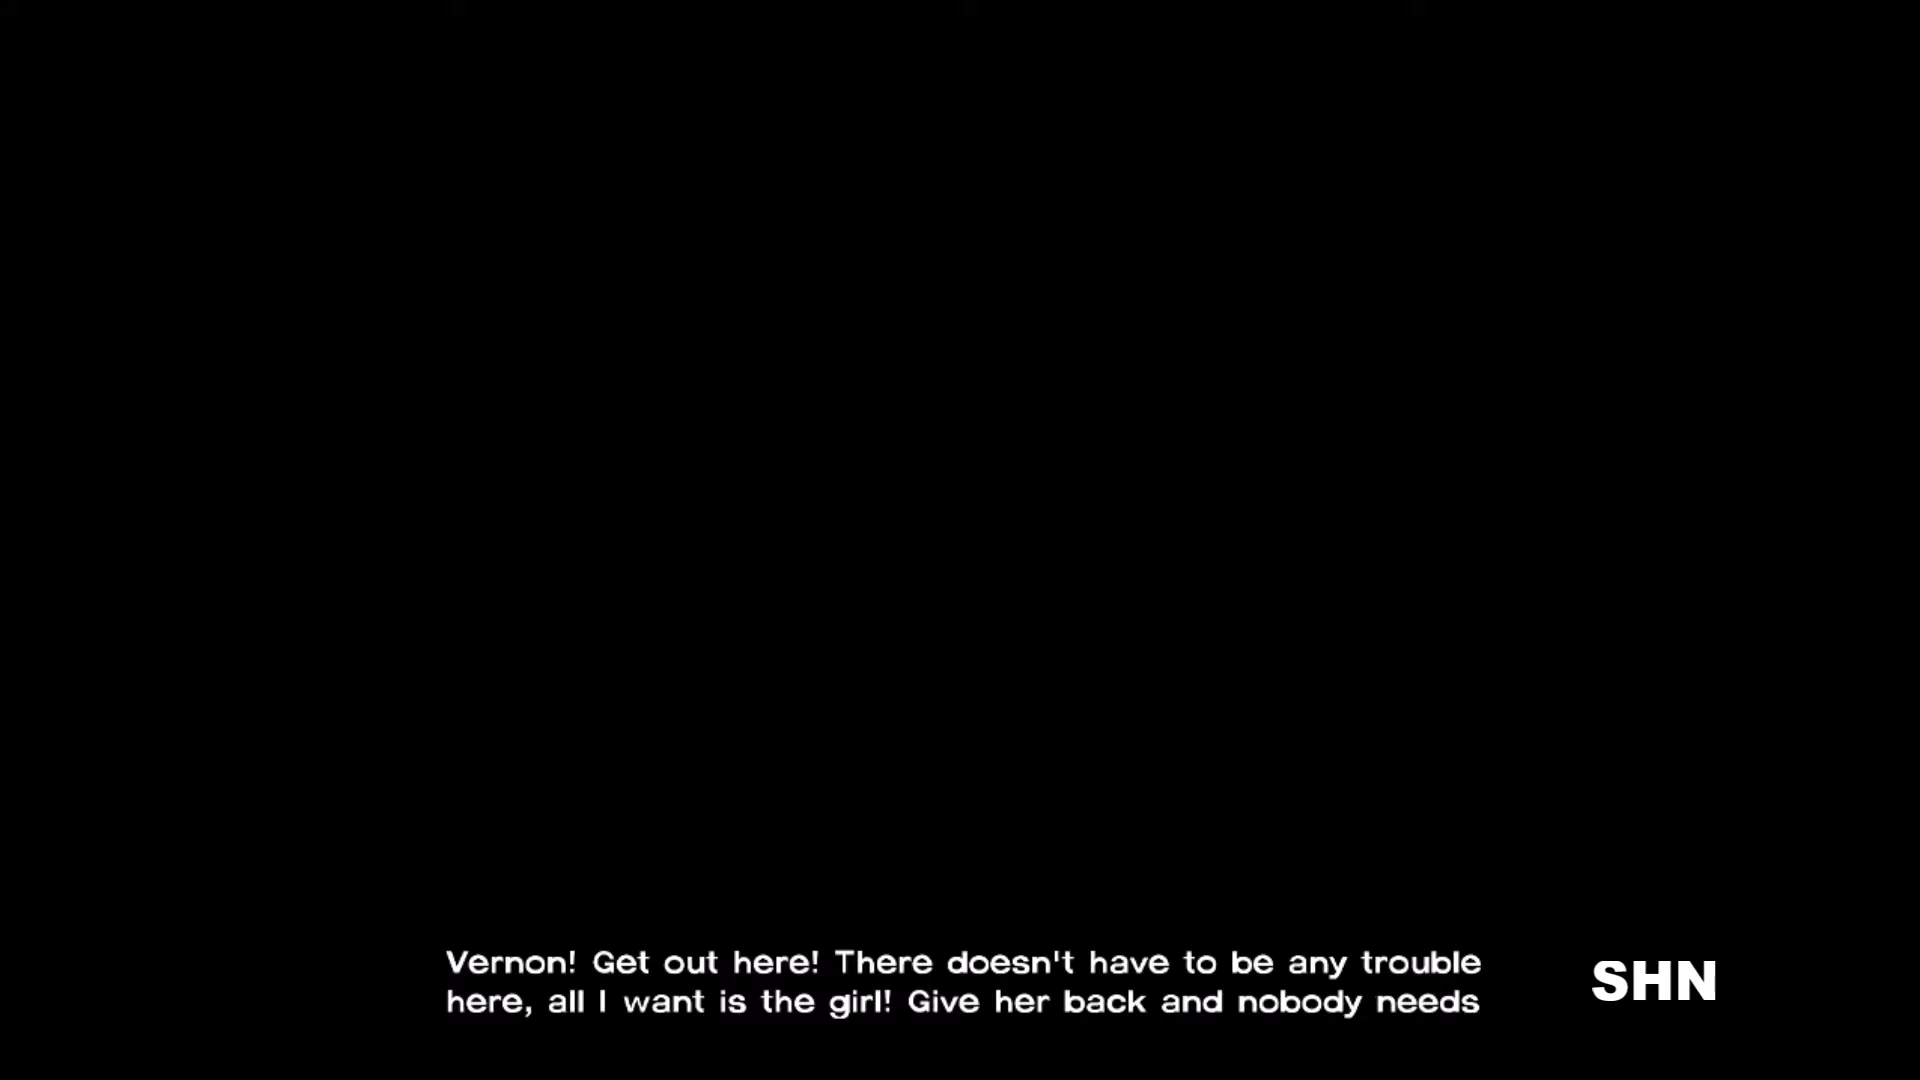 Vernon! Get out here! There doesn't have to be any trouble
here, all I want is the girl! Give her back and nobody needs
SHN